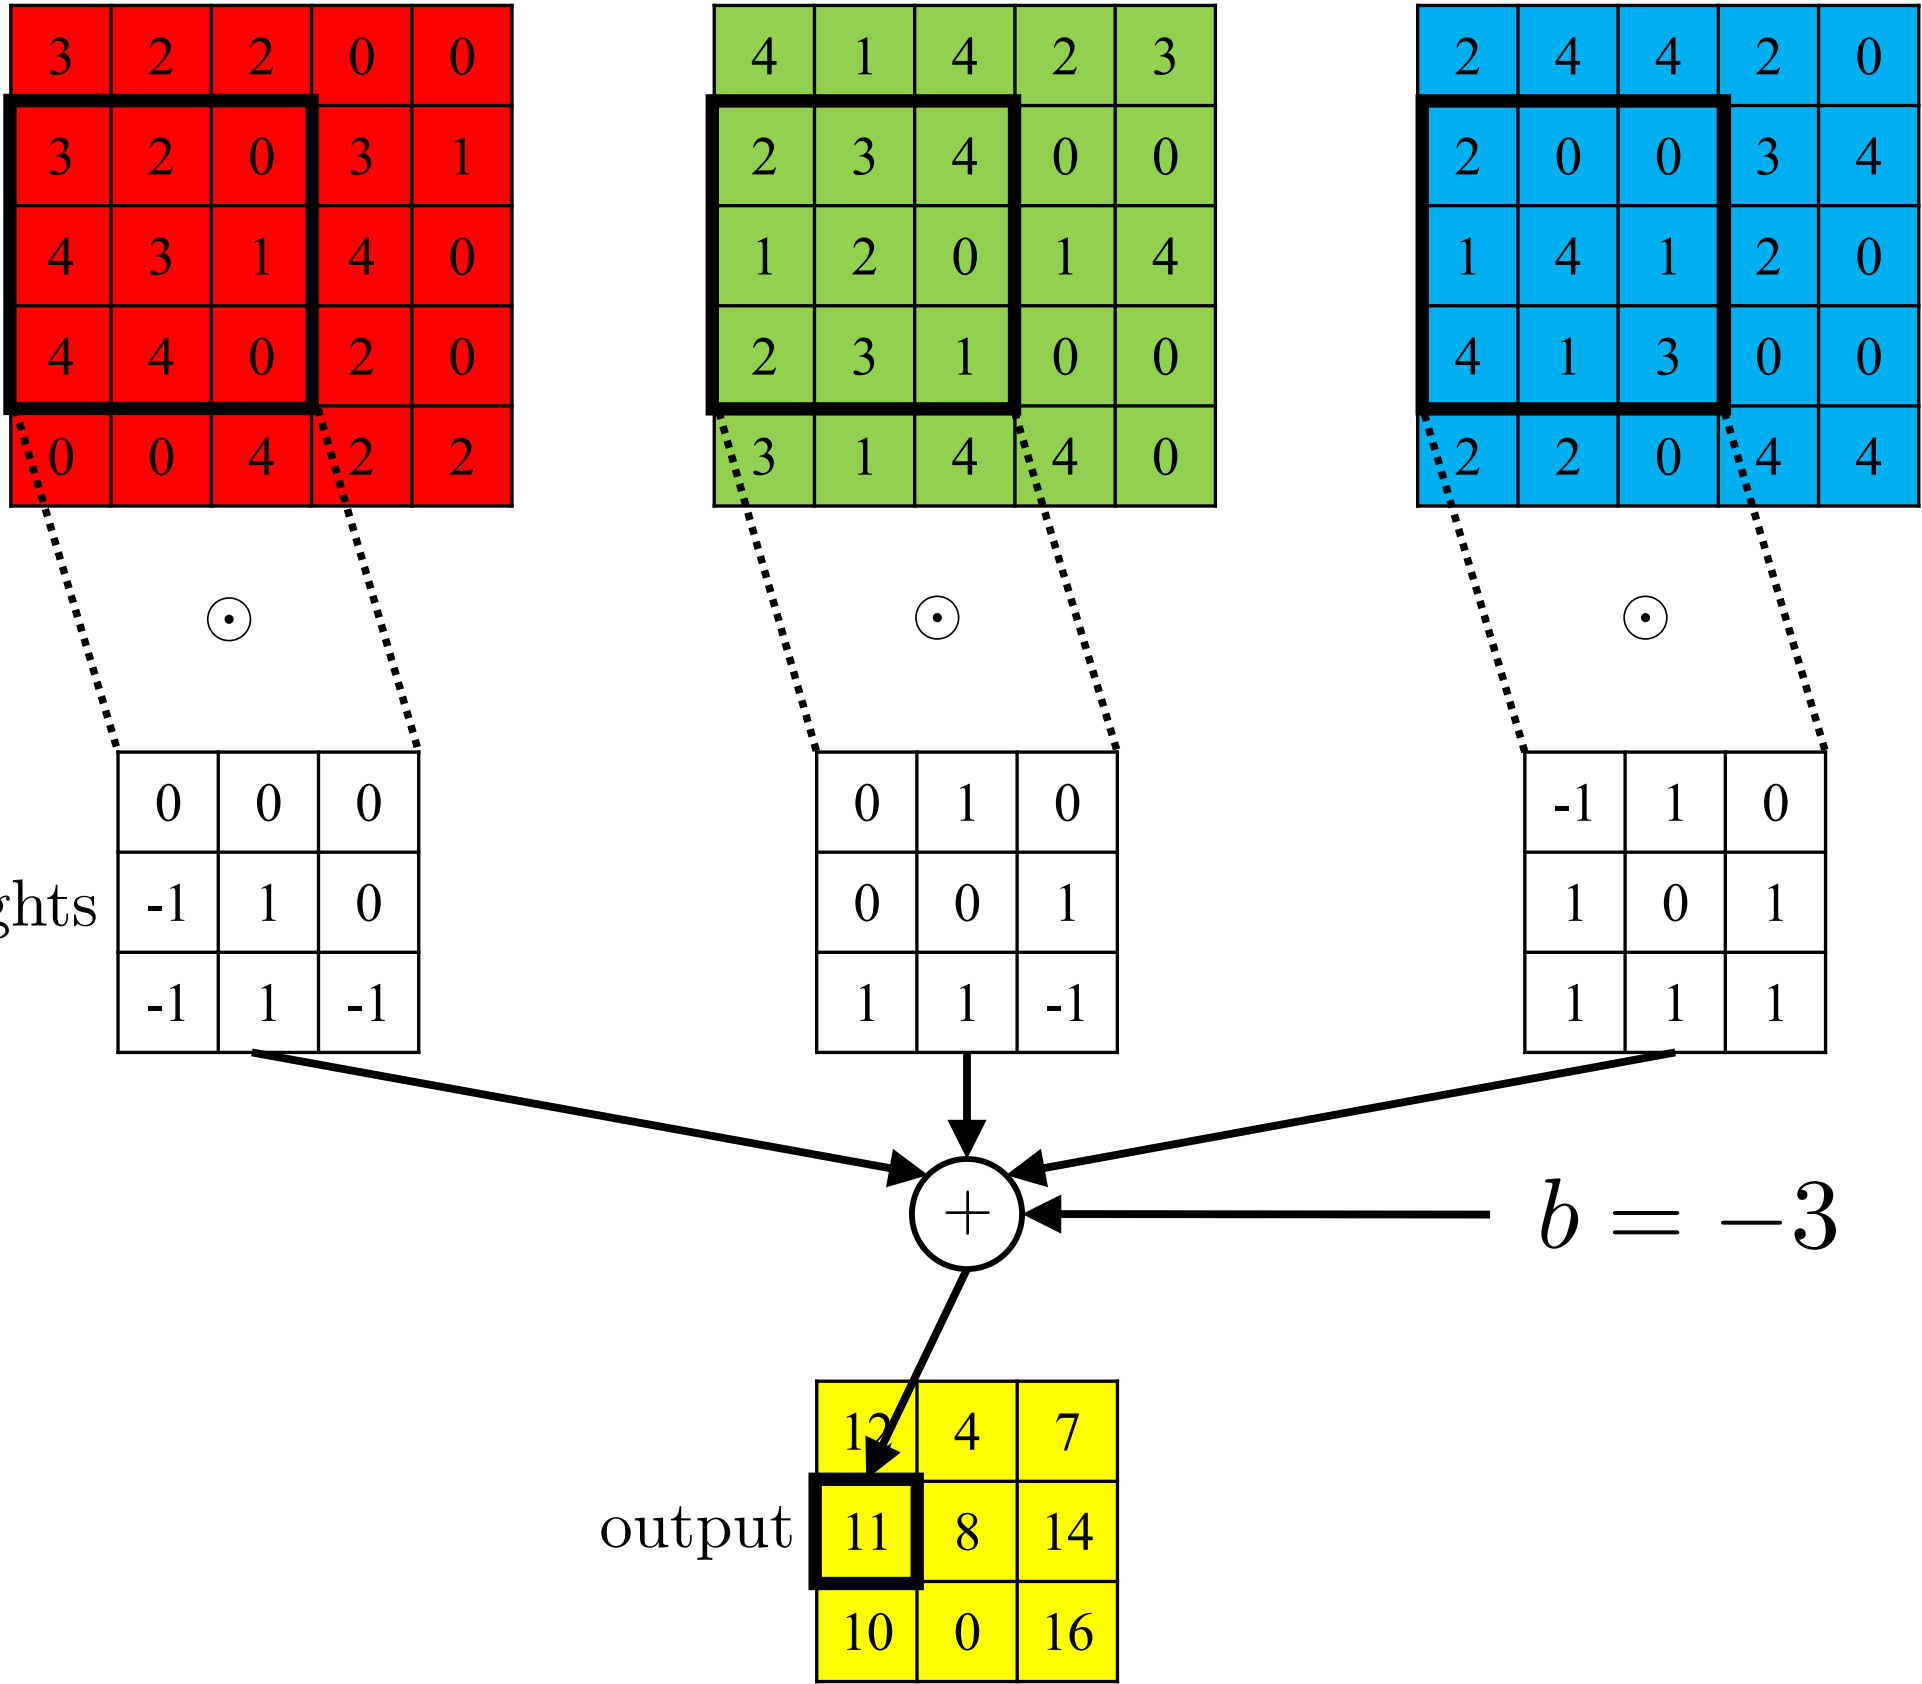 3 2 2 0 0 4 1 4 2 3 2 4 4 2 0
3 2 0 3 1 2 3 4 0 0 2 0 0 3 4
4 3 1 4 0 1 2 0 1 4 1 4 1 2 0
4 4 0 2 0 2 3 1 0 0 4 1 3 0 0
0 0 4 2 2 3 1 4 4 0 2 2 0 4 4
⊙ ⊙ ⊙
0 0 0 0 1 0 -1 1 0
ghts -1 1 0 0 0 1 1 0 1
-1 1 -1 1 1 -1 1 1 1
+ b = −3
12 4 7
output 11 8 14
10 0 16